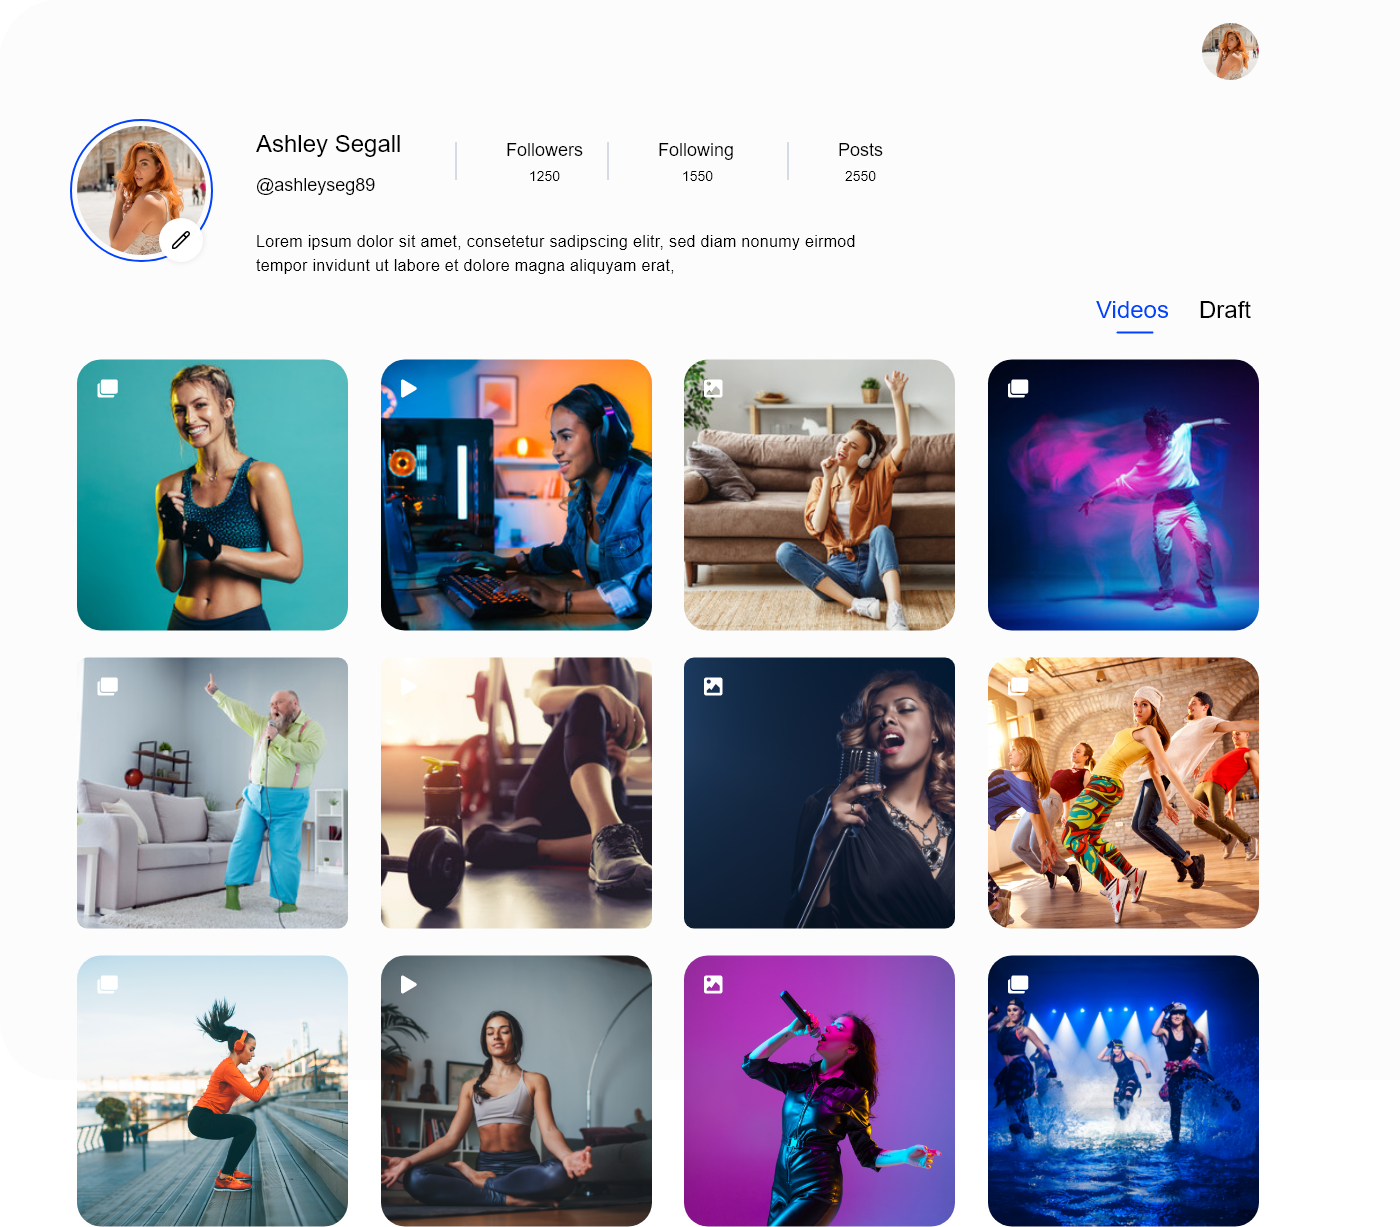 Ashley Segall
@ashleyseg89
Followers
1250
Following
1550
Posts
2550
Lorem ipsum dolor sit amet, consetetur sadipscing elitr, sed diam nonumy eirmod
tempor invidunt ut labore et dolore magna aliquyam erat,
Videos
Draft